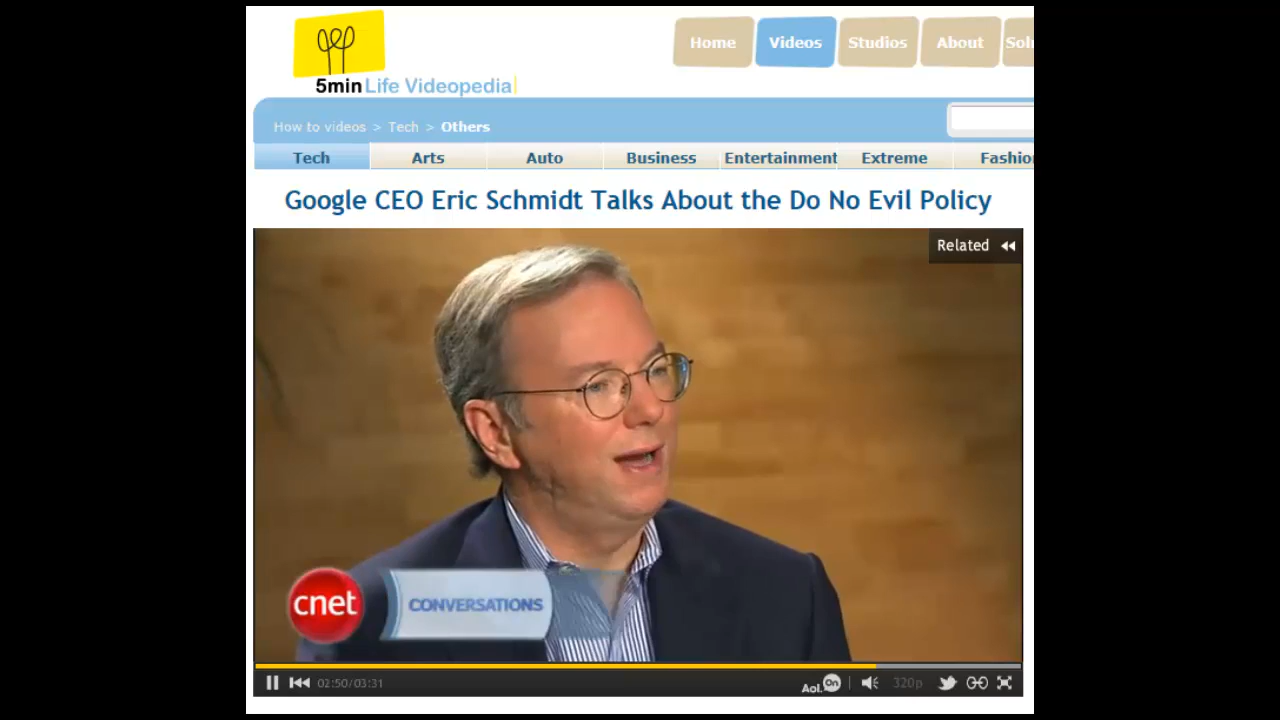 5min Life Videopedia
Home Videos Studios About Sol
How to videos > Tech > Others
Tech Arts Auto Business Entertainment Extreme Fashio
Google CEO Eric Schmidt Talks About the Do No Evil Policy
Related
cnet CONVERSATIONS
02:50/03:31 Aol. On 320p